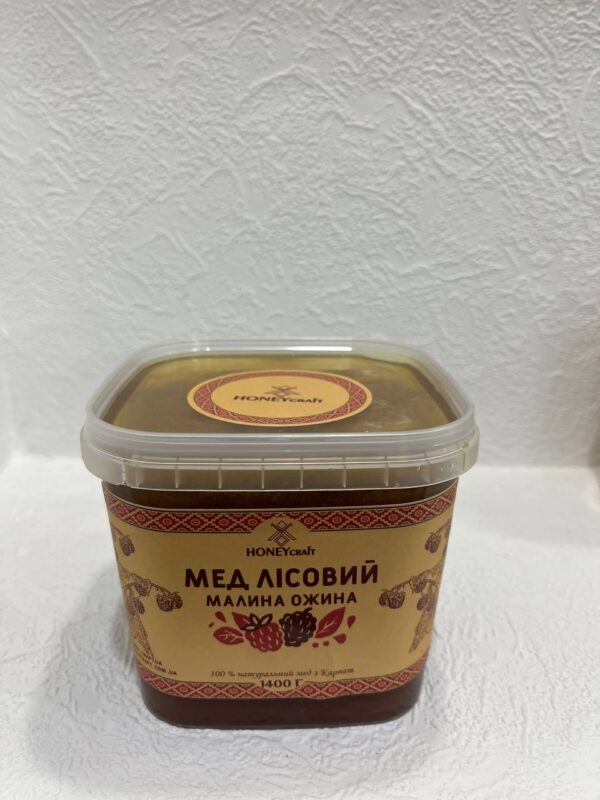 HONEYCRAFT
HONEYCRAFT
МЕД ЛІСОВИЙ
МАЛИНА ОЖИНА
100 % натуральний мед з Карпат
1400 Г